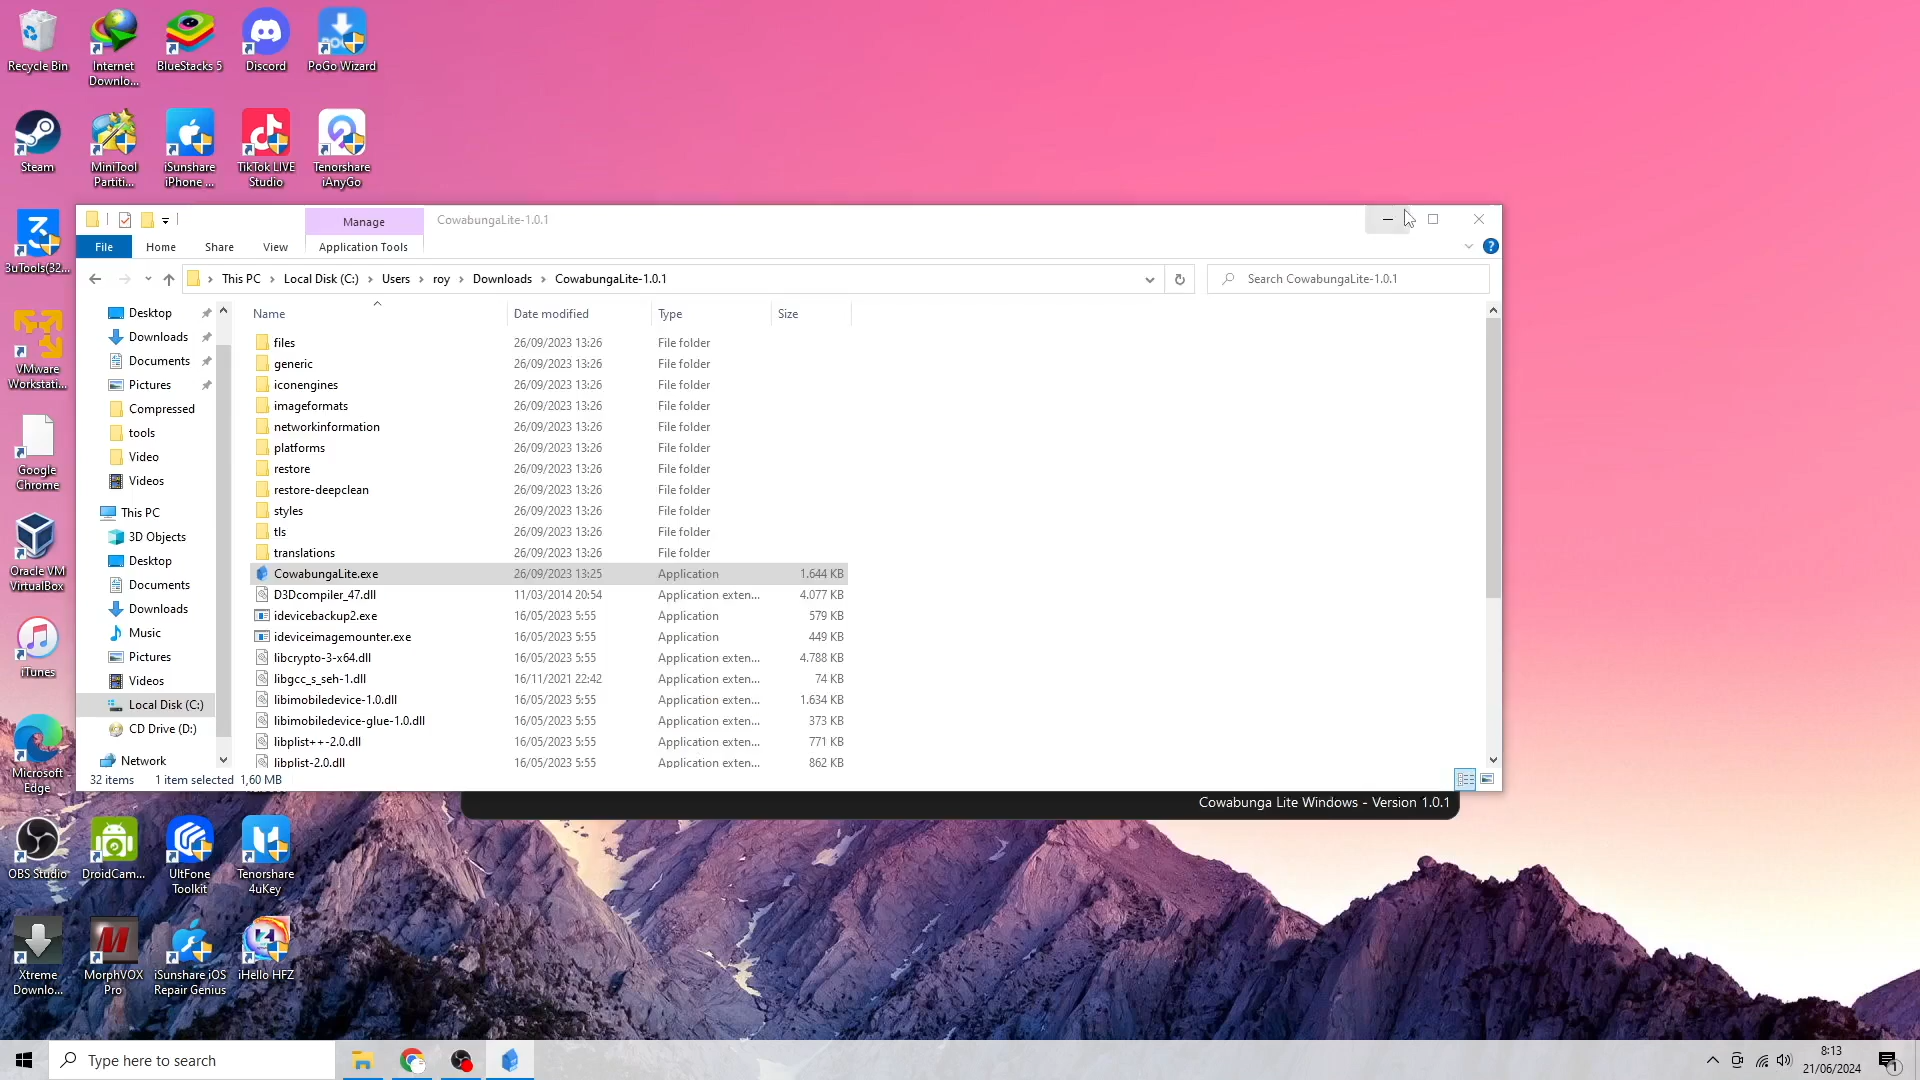 Recycle Bin
Internet
Downlo...
BlueStacks 5
Discord
PoGo Wizard
Steam
MiniTool
Partiti...
iSunshare
iPhone ...
TikTok LIVE
Studio
Tenorshare
iAnyGo
3uTools(32...
VMware
Workstati...
Google
Chrome
Oracle VM
VirtualBox
iTunes
Microsoft
Edge
OBS Studio
DroidCam...
UltFone
Toolkit
Tenorshare
4uKey
Xtreme
Downlo...
MorphVOX
Pro
iSunshare iOS
Repair Genius
iHello HFZ
Manage
CowabungaLite-1.0.1
File
Home
Share
View
Application Tools
This PC
Local Disk (C:)
Users
roy
Downloads
CowabungaLite-1.0.1
Search CowabungaLite-1.0.1
Desktop
Downloads
Documents
Pictures
Compressed
tools
Video
Videos
This PC
3D Objects
Desktop
Documents
Downloads
Music
Pictures
Videos
Local Disk (C:)
CD Drive (D:)
Network
Name Date modified Type Size
files 26/09/2023 13:26 File folder
generic 26/09/2023 13:26 File folder
iconengines 26/09/2023 13:26 File folder
imageformats 26/09/2023 13:26 File folder
networkinformation 26/09/2023 13:26 File folder
platforms 26/09/2023 13:26 File folder
restore 26/09/2023 13:26 File folder
restore-deepclean 26/09/2023 13:26 File folder
styles 26/09/2023 13:26 File folder
tls 26/09/2023 13:26 File folder
translations 26/09/2023 13:26 File folder
CowabungaLite.exe 26/09/2023 13:25 Application 1.644 KB
D3Dcompiler_47.dll 11/03/2014 20:54 Application exten... 4.077 KB
idevicebackup2.exe 16/05/2023 5:55 Application 579 KB
ideviceimagemounter.exe 16/05/2023 5:55 Application 449 KB
libcrypto-3-x64.dll 16/05/2023 5:55 Application exten... 4.788 KB
libgcc_s_seh-1.dll 16/11/2021 22:42 Application exten... 74 KB
libimobiledevice-1.0.dll 16/05/2023 5:55 Application exten... 1.634 KB
libimobiledevice-glue-1.0.dll 16/05/2023 5:55 Application exten... 373 KB
libplist++-2.0.dll 16/05/2023 5:55 Application exten... 771 KB
libplist-2.0.dll 16/05/2023 5:55 Application exten... 862 KB
32 items 1 item selected 1,60 MB
Cowabunga Lite Windows - Version 1.0.1
Type here to search
8:13
21/06/2024
1